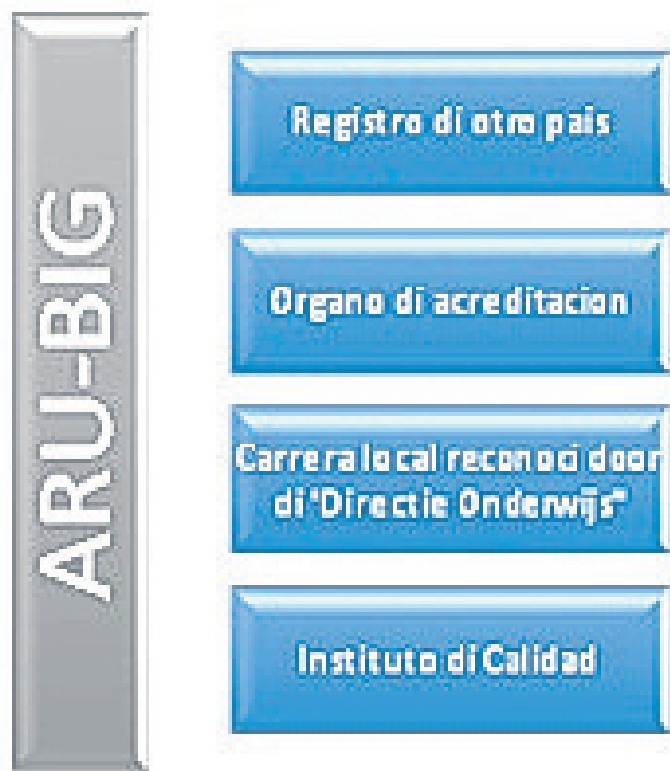 ARU-BIG
Registro di otro pais
Organo di acreditacion
Carrera local reconoci door
di "Directie Onderwijs"
Instituto di Calidad